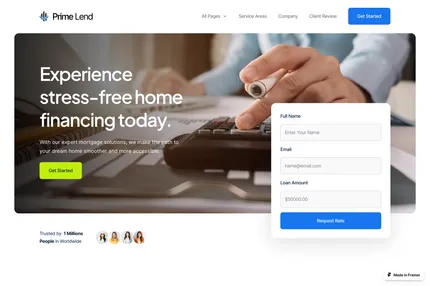 Prime Lend
All Pages
Service Areas
Company
Client Review
Get Started
Experience
stress-free home
financing today.
With our expert mortgage solutions, we make the path to
your dream home smoother and more accessible.
Get Started
Full Name
Enter Your Name
Email
name@email.com
Loan Amount
$50000.00
Request Rate
Trusted by 1 Millions
People in Worldwide
Made in Framer